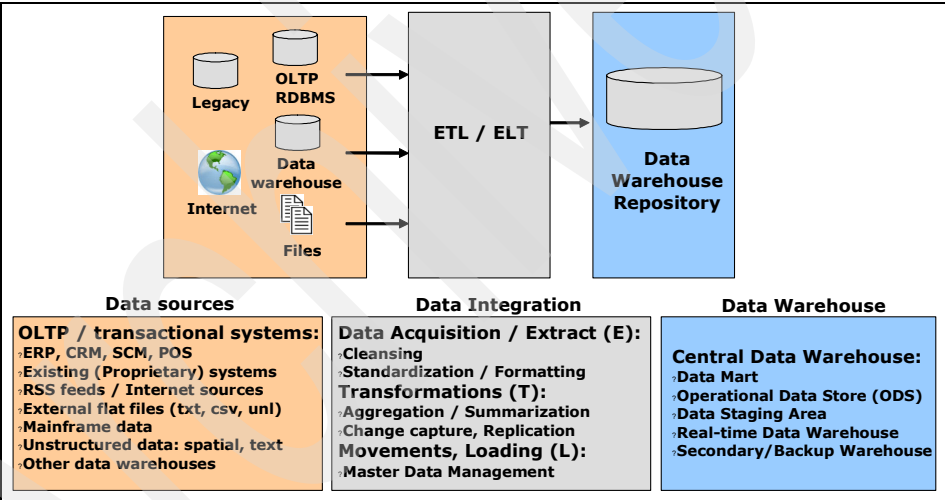 Legacy
OLTP
RDBMS
Data
warehouse
Internet
Files
ETL / ELT
Data
Warehouse
Repository
Data sources
OLTP / transactional systems:
?ERP, CRM, SCM, POS
?Existing (Proprietary) systems
?RSS feeds / Internet sources
?External flat files (txt, csv, unl)
?Mainframe data
?Unstructured data: spatial, text
?Other data warehouses
Data Integration
Data Acquisition / Extract (E):
?Cleansing
?Standardization / Formatting
Transformations (T):
?Aggregation / Summarization
?Change capture, Replication
Movements, Loading (L):
?Master Data Management
Data Warehouse
Central Data Warehouse:
?Data Mart
?Operational Data Store (ODS)
?Data Staging Area
?Real-time Data Warehouse
?Secondary/Backup Warehouse